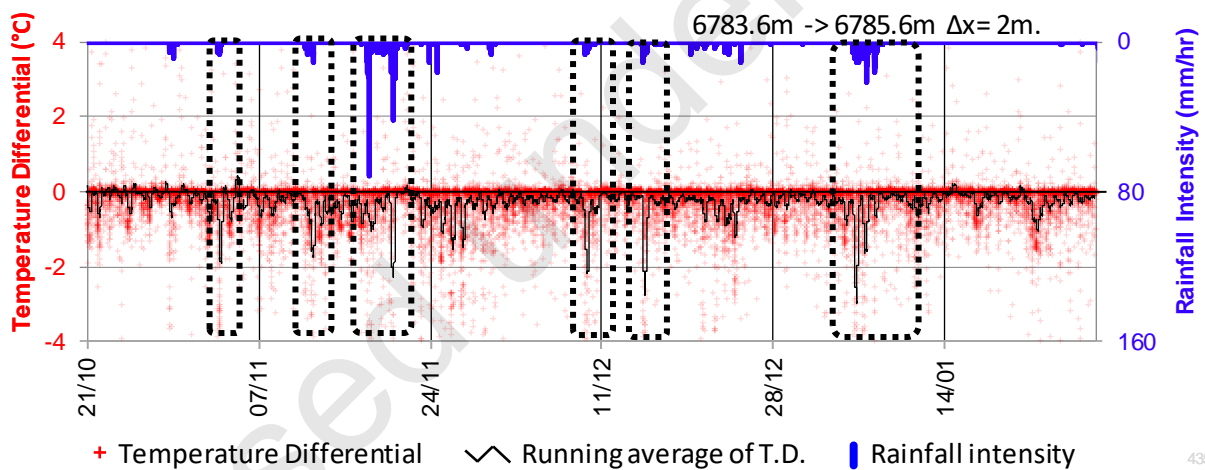 6783.6m -> 6785.6m Δx= 2m.
Temperature Differential (°C)
4
2
0
-2
-4
0
80
160
Rainfall Intensity (mm/hr)
21/10
07/11
24/11
11/12
28/12
14/01
Temperature Differential
Running average of T.D.
Rainfall intensity
sed unde